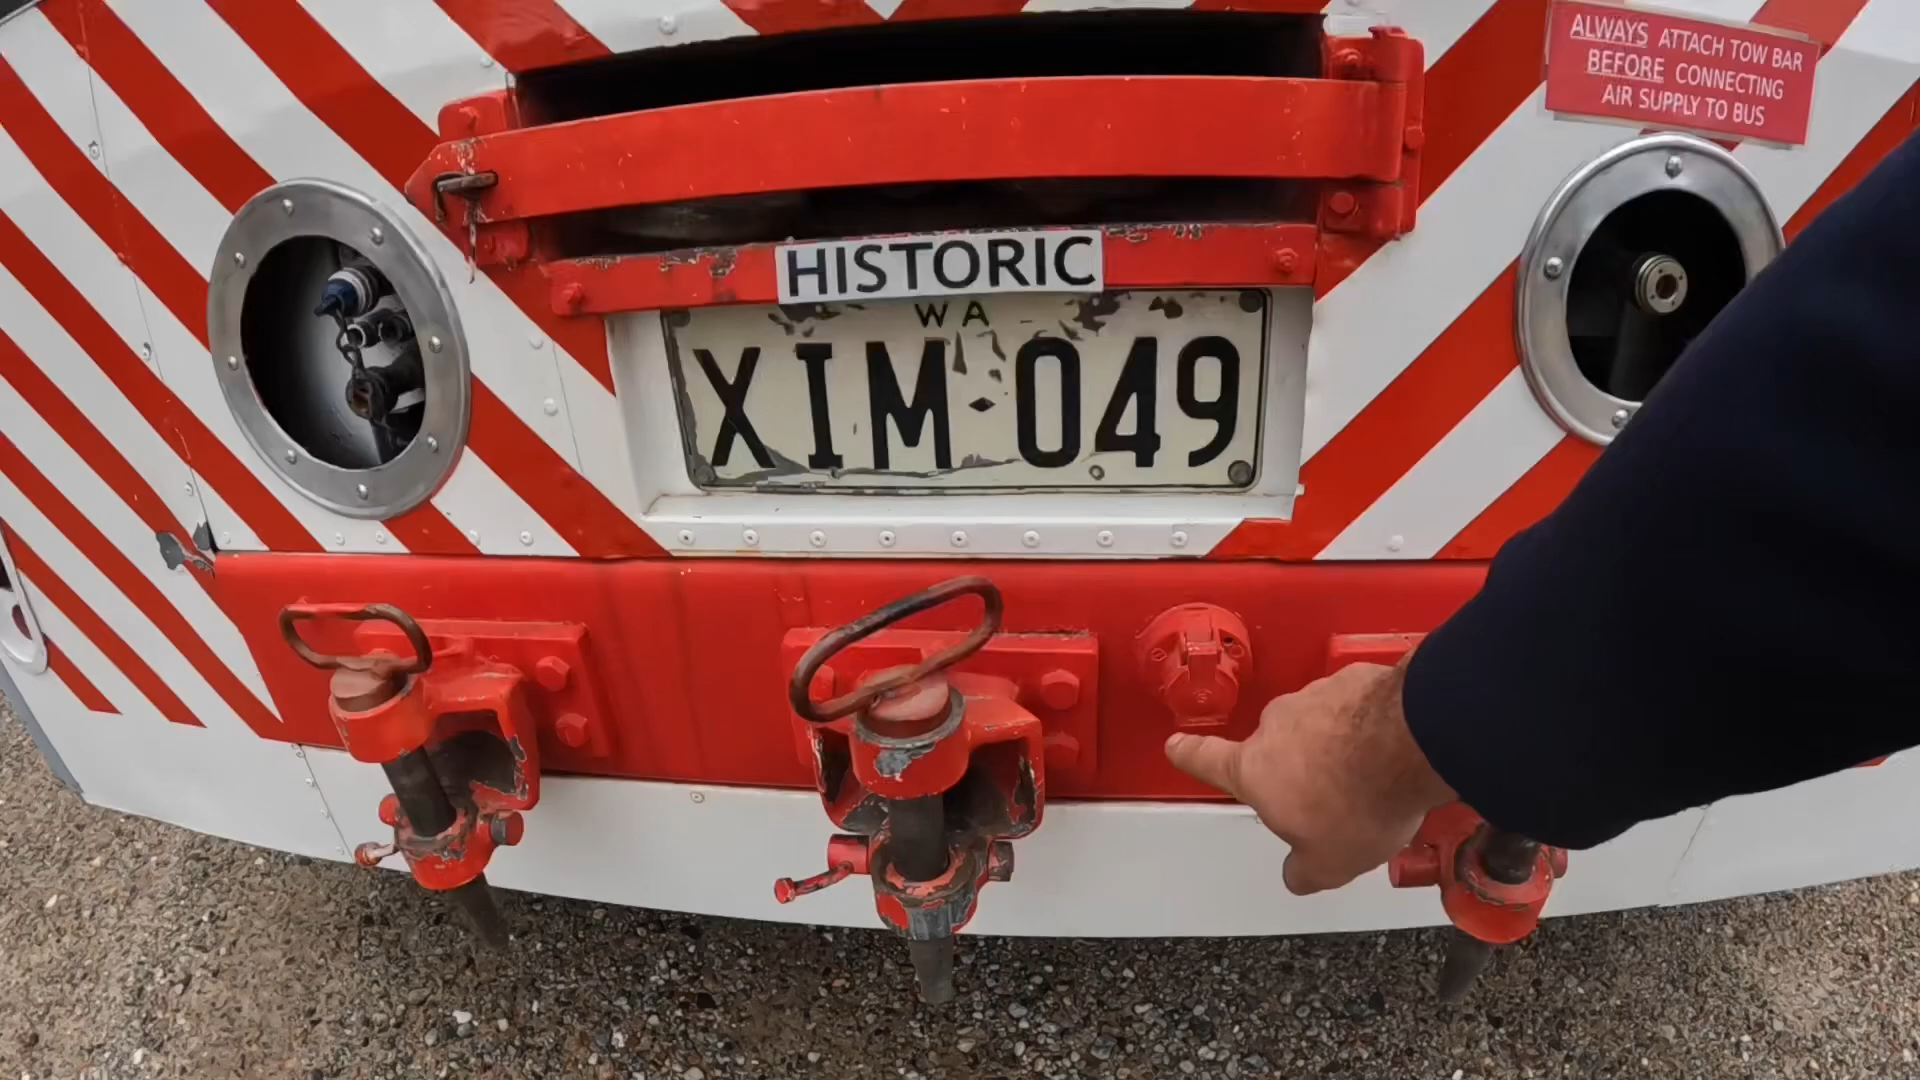 ALWAYS ATTACH TOW BAR
BEFORE CONNECTING
AIR SUPPLY TO BUS
HISTORIC
WA
XIM·049